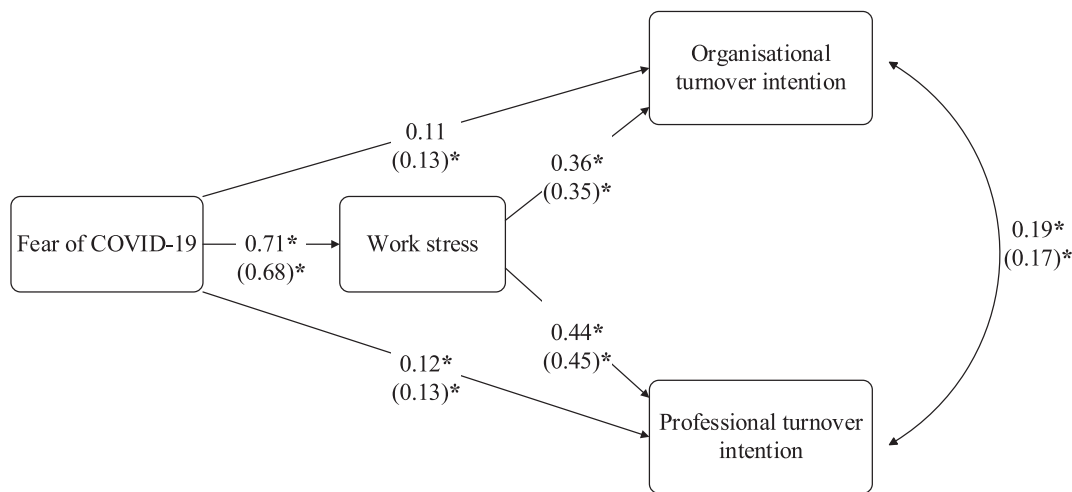 Organisational
turnover intention
0.11
(0.13)*
0.36*
(0.35)*
Fear of COVID-19
0.71*
(0.68)*
Work stress
0.19*
(0.17)*
0.44*
(0.45)*
0.12*
(0.13)*
Professional turnover
intention